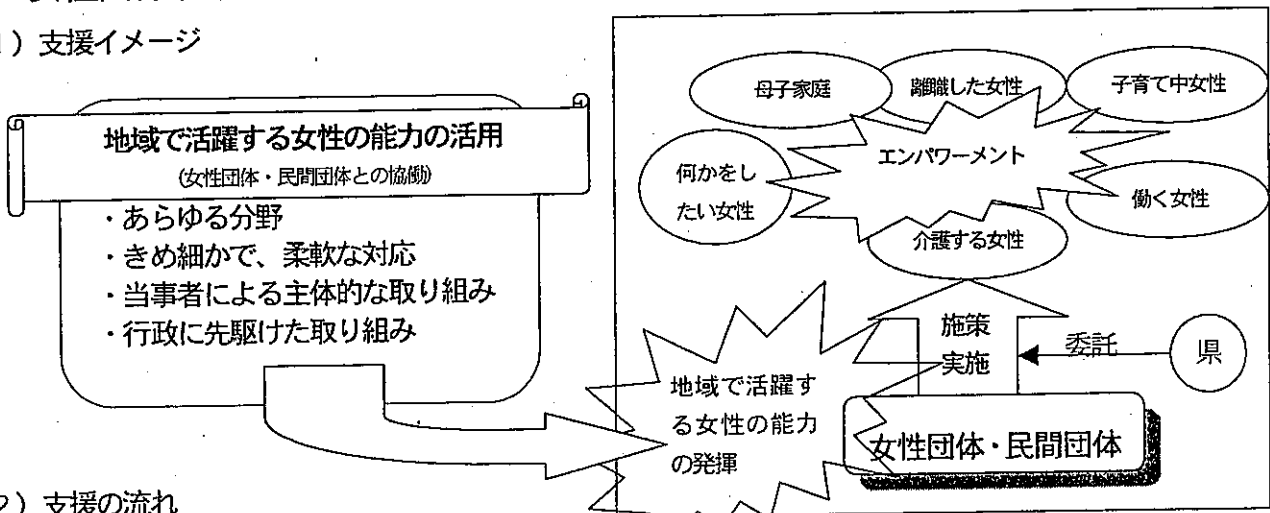 ）支援イメージ
地域で活躍する女性の能力の活用
（女性団体・民間団体との協働）
・あらゆる分野
・きめ細かで、柔軟な対応
・当事者による主体的な取り組み
・行政に先駆けた取り組み
母子家庭
離職した女性
子育て中女性
エンパワーメント
何かをし
たい女性
働く女性
介護する女性
施策
実施
委託
県
地域で活躍す
る女性の能力
の発揮
女性団体・民間団体
）支援の流れ